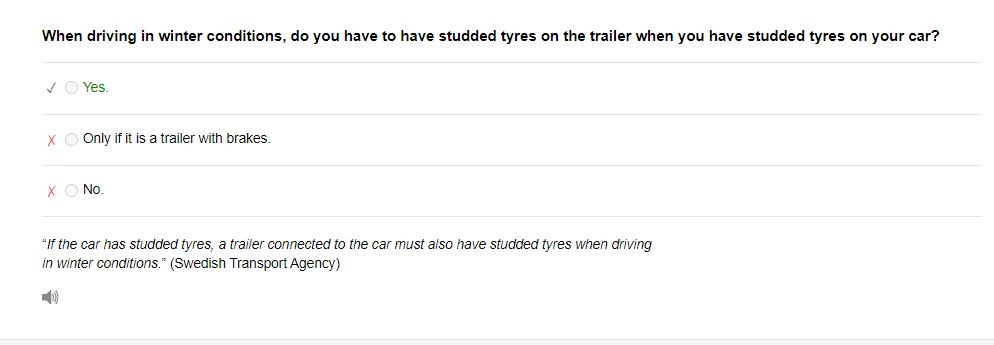 When driving in winter conditions, do you have to have studded tyres on the trailer when you have studded tyres on your car?
Yes.
Only if it is a trailer with brakes.
No.
“If the car has studded tyres, a trailer connected to the car must also have studded tyres when driving
in winter conditions.” (Swedish Transport Agency)